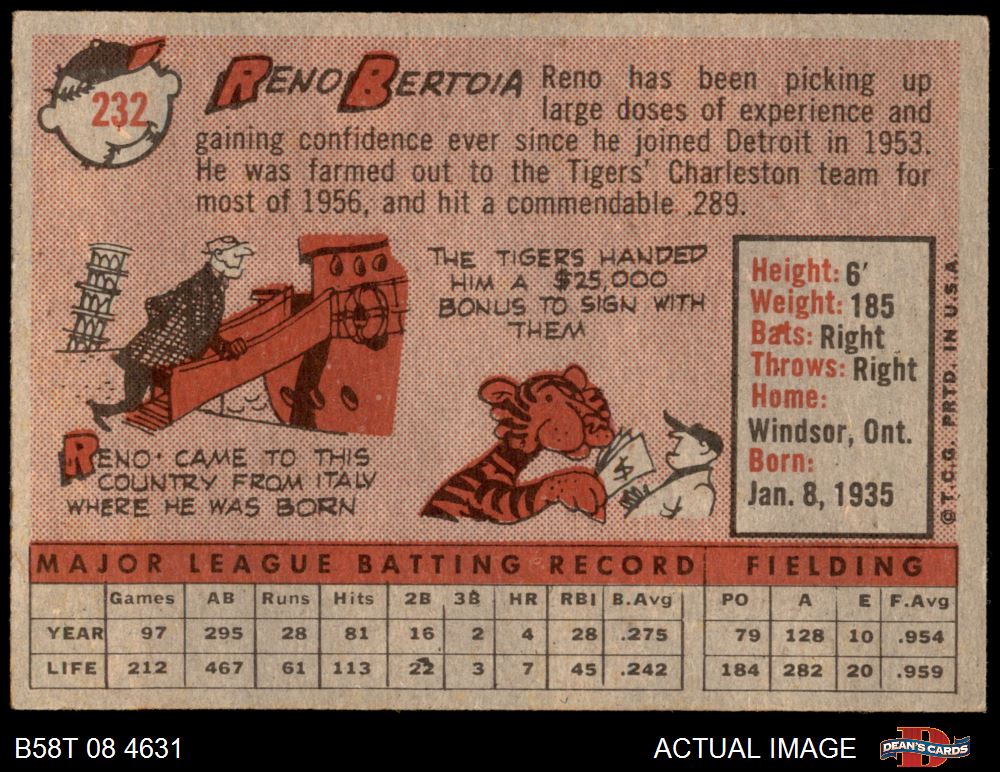 232
RENO BERTOIA
Reno has been picking up
large doses of experience and
gaining confidence ever since he joined Detroit in 1953.
He was farmed out to the Tigers' Charleston team for
most of 1956, and hit a commendable .289.
RENO CAME TO THIS
COUNTRY FROM ITALY
WHERE HE WAS BORN
THE TIGERS HANDED
HIM A $25,000
BONUS TO SIGN WITH
THEM
$
Height: 6'
Weight: 185
Bats: Right
Throws: Right
Home:
Windsor, Ont.
Born:
Jan. 8, 1935
©T.C.G. PRTD. IN U.S.A.
MAJOR LEAGUE BATTING RECORD FIELDING
Games AB Runs Hits 2B 3B HR RBI B.Avg PO A E F.Avg
YEAR 97 295 28 81 16 2 4 28 .275 79 128 10 .954
LIFE 212 467 61 113 22 3 7 45 .242 184 282 20 .959
B58T 08 4631
ACTUAL IMAGE
D
DEAN'S CARDS